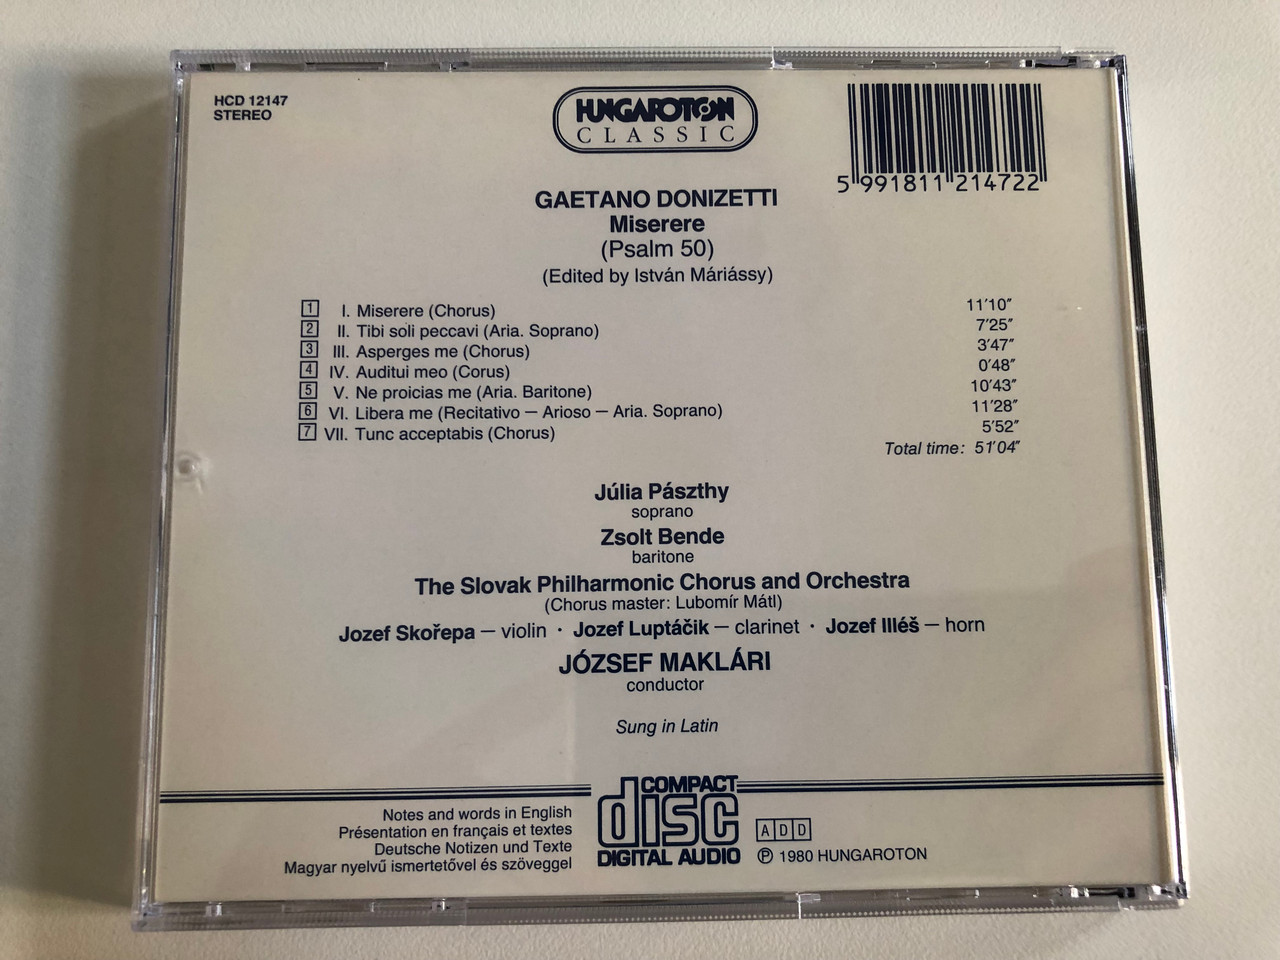 HCD 12147
STEREO
HUNGAROTON
CLASSIC
5 991811 214722
GAETANO DONIZETTI
Miserere
(Psalm 50)
(Edited by István Máriássy)
1 I. Miserere (Chorus) 11′10″
2 II. Tibi soli peccavi (Aria. Soprano) 7′25″
3 III. Asperges me (Chorus) 3′47″
4 IV. Auditui meo (Corus) 0′48″
5 V. Ne proicias me (Aria. Baritone) 10′43″
6 VI. Libera me (Recitativo – Arioso – Aria. Soprano) 11′28″
7 VII. Tunc acceptabis (Chorus) 5′52″
Total time: 51′04″
Júlia Pászthy
soprano
Zsolt Bende
baritone
The Slovak Philharmonic Chorus and Orchestra
(Chorus master: Lubomír Mátl)
Jozef Skořepa – violin · Jozef Luptáčik – clarinet · Jozef Illéš – horn
JÓZSEF MAKLÁRI
conductor
Sung in Latin
Notes and words in English
Présentation en français et textes
Deutsche Notizen und Texte
Magyar nyelvű ismertetővel és szöveggel
COMPACT
disc
DIGITAL AUDIO
ADD
℗ 1980 HUNGAROTON